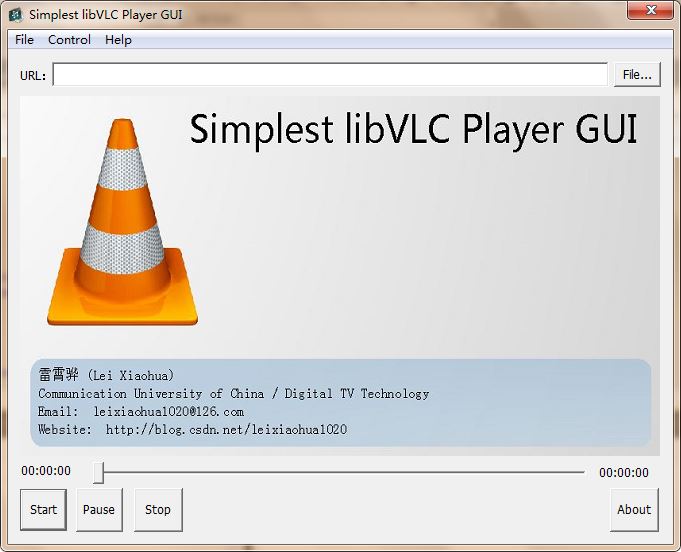 Simplest libVLC Player GUI
File Control Help
URL: File...
Simplest libVLC Player GUI
雷霄骅 (Lei Xiaohua)
Communication University of China / Digital TV Technology
Email: leixiaohua1020@126.com
Website: http://blog.csdn.net/leixiaohua1020
00:00:00 00:00:00
Start Pause Stop About